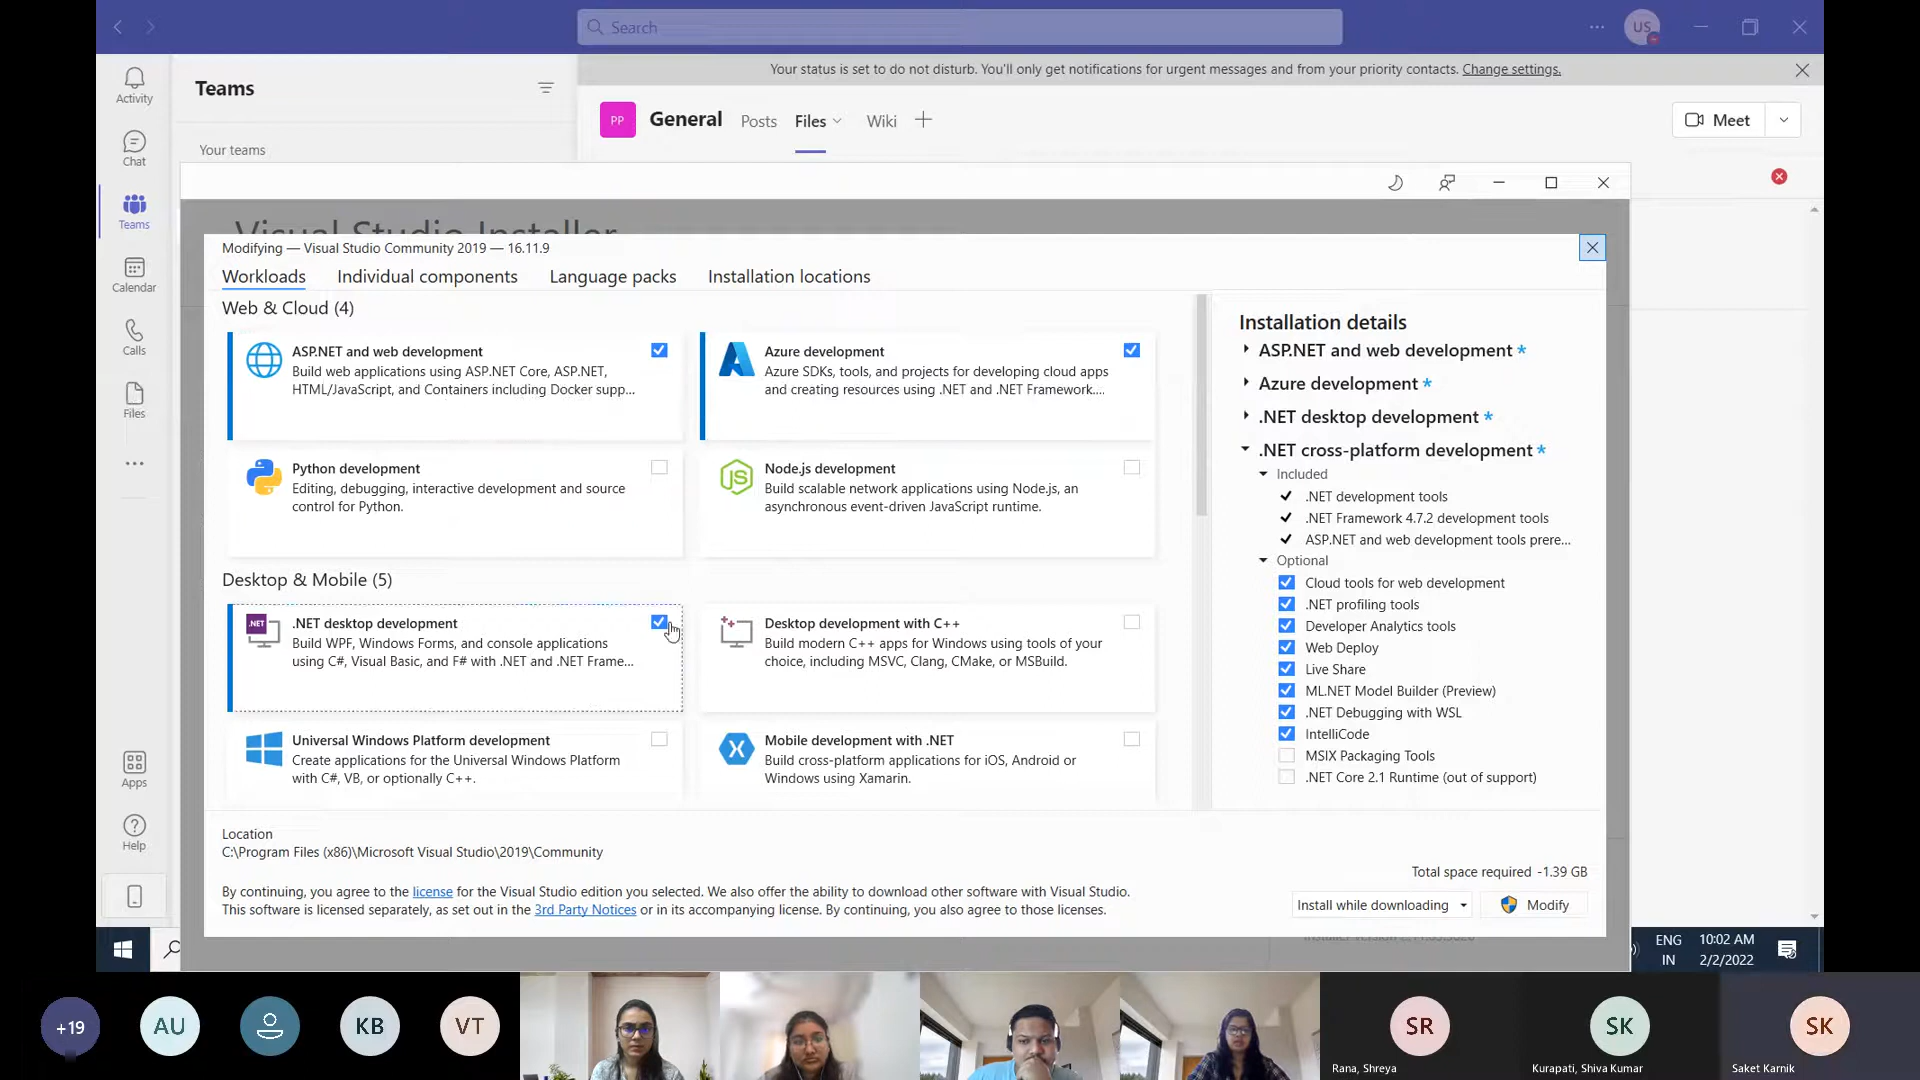 Search
US
Activity
Chat
Teams
Calendar
Calls
Files
Apps
Help
Teams
Your teams
Your status is set to do not disturb. You'll only get notifications for urgent messages and from your priority contacts. Change settings.
PP
General
Posts
Files
Wiki
Meet
Visual Studio Installer
Modifying — Visual Studio Community 2019 — 16.11.9
Workloads
Individual components
Language packs
Installation locations
Web & Cloud (4)
ASP.NET and web development
Build web applications using ASP.NET Core, ASP.NET,
HTML/JavaScript, and Containers including Docker supp...
Azure development
Azure SDKs, tools, and projects for developing cloud apps
and creating resources using .NET and .NET Framework....
Python development
Editing, debugging, interactive development and source
control for Python.
Node.js development
Build scalable network applications using Node.js, an
asynchronous event-driven JavaScript runtime.
Desktop & Mobile (5)
.NET
.NET desktop development
Build WPF, Windows Forms, and console applications
using C#, Visual Basic, and F# with .NET and .NET Frame...
Desktop development with C++
Build modern C++ apps for Windows using tools of your
choice, including MSVC, Clang, CMake, or MSBuild.
Universal Windows Platform development
Create applications for the Universal Windows Platform
with C#, VB, or optionally C++.
Mobile development with .NET
Build cross-platform applications for iOS, Android or
Windows using Xamarin.
Installation details
ASP.NET and web development *
Azure development *
.NET desktop development *
.NET cross-platform development *
Included
.NET development tools
.NET Framework 4.7.2 development tools
ASP.NET and web development tools prere...
Optional
Cloud tools for web development
.NET profiling tools
Developer Analytics tools
Web Deploy
Live Share
ML.NET Model Builder (Preview)
.NET Debugging with WSL
IntelliCode
MSIX Packaging Tools
.NET Core 2.1 Runtime (out of support)
Location
C:\Program Files (x86)\Microsoft Visual Studio\2019\Community
By continuing, you agree to the license for the Visual Studio edition you selected. We also offer the ability to download other software with Visual Studio.
This software is licensed separately, as set out in the 3rd Party Notices or in its accompanying license. By continuing, you also agree to those licenses.
Total space required -1.39 GB
Install while downloading
Modify
ENG
IN
10:02 AM
2/2/2022
+19
AU
KB
VT
SR
Rana, Shreya
SK
Kurapati, Shiva Kumar
SK
Saket Karnik